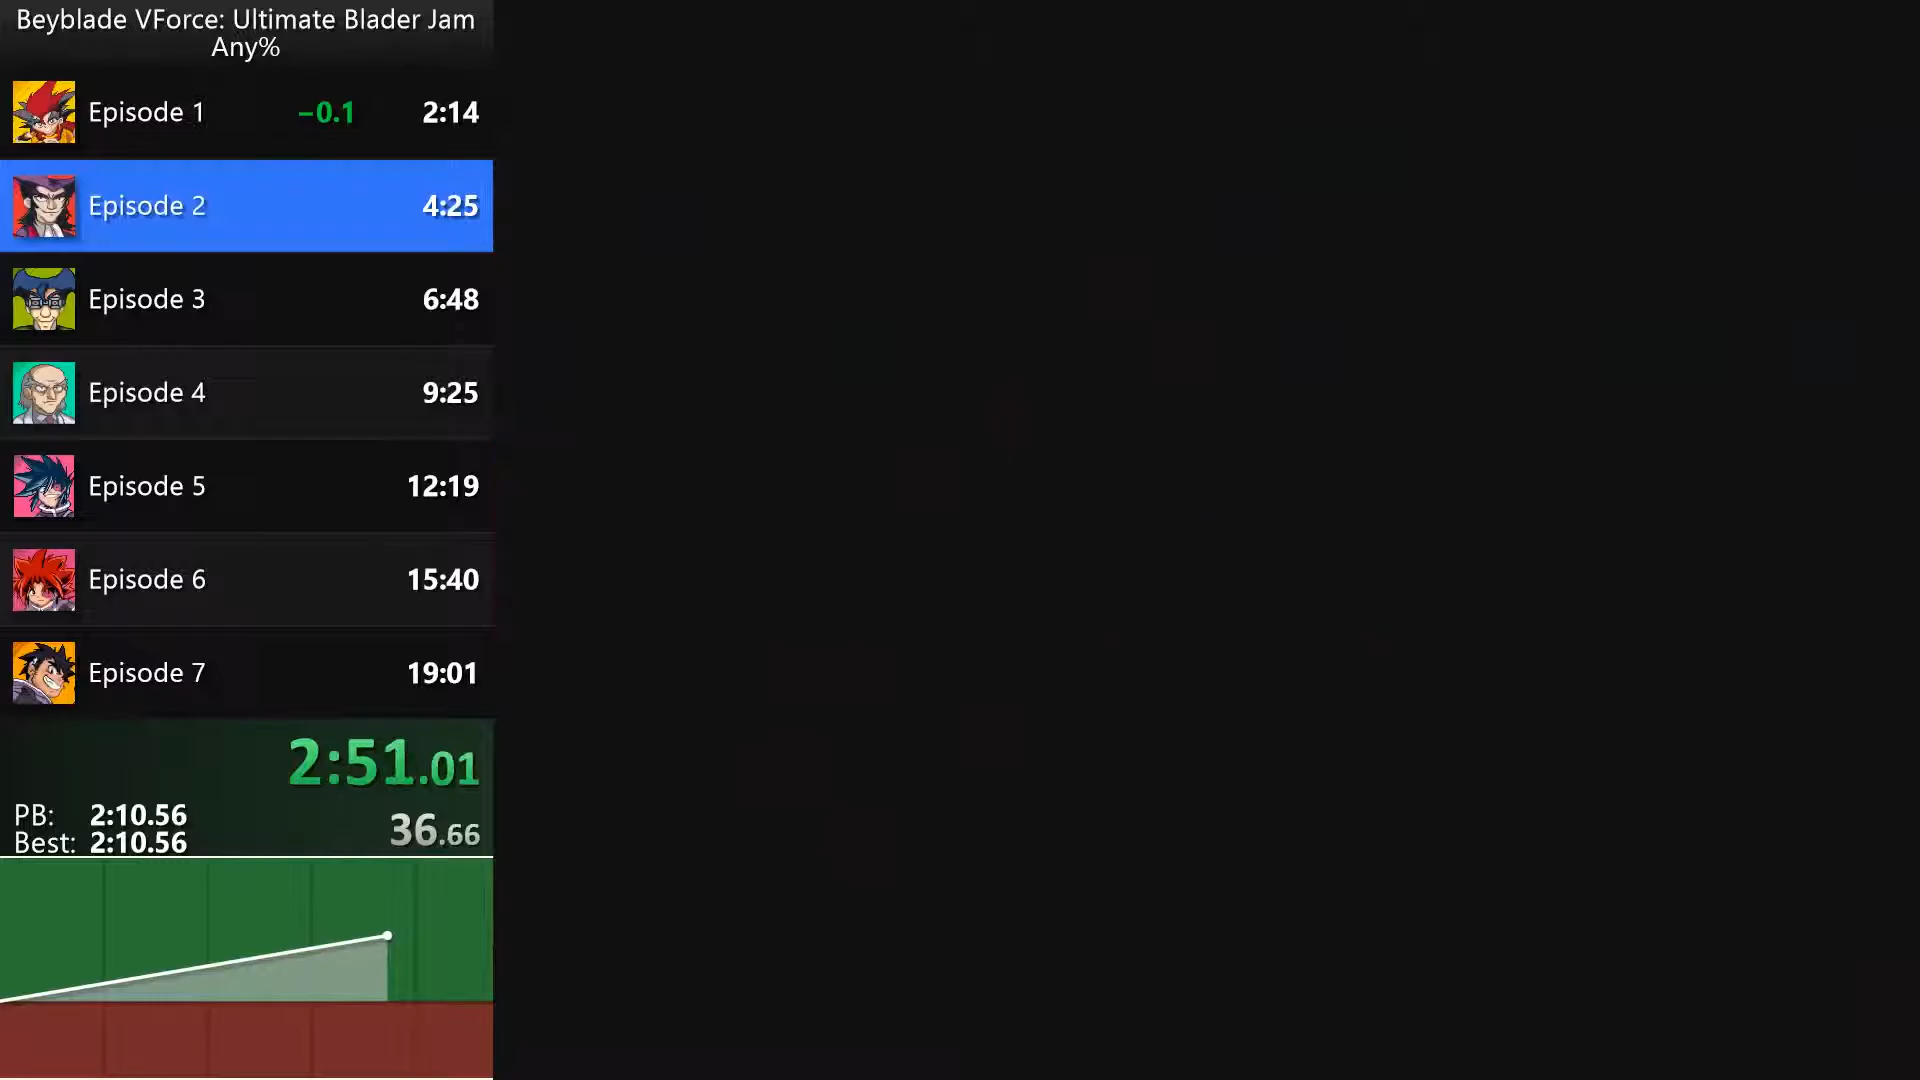 Beyblade VForce: Ultimate Blader Jam
Any%
Episode 1 −0.1 2:14
Episode 2 4:25
Episode 3 6:48
Episode 4 9:25
Episode 5 12:19
Episode 6 15:40
Episode 7 19:01
2:51.01
PB: 2:10.56
Best: 2:10.56
36.66